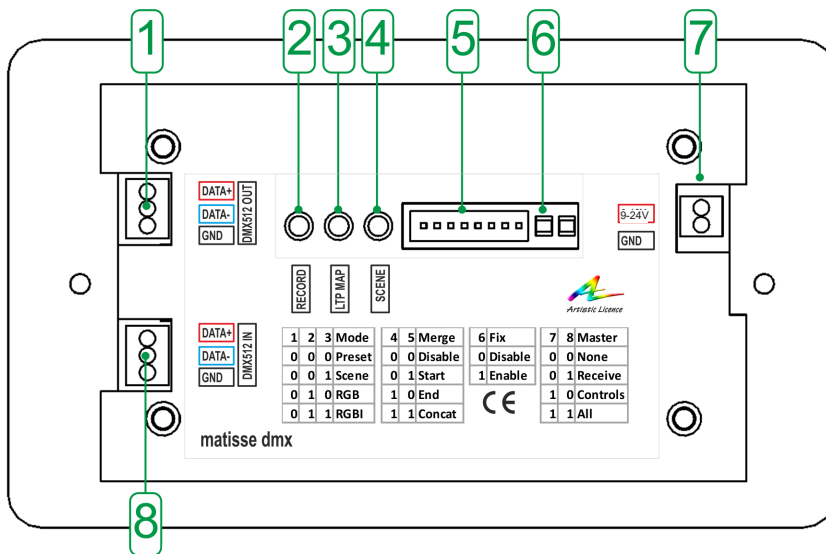 1 2 3 4 5 6 7
DATA+
DATA-
GND
DMX512 OUT
9-24V
GND
RECORD
LTP MAP
SCENE
Artistic Licence
DATA+
DATA-
GND
DMX512 IN
1 2 3 Mode 4 5 Merge 6 Fix 7 8 Master
0 0 0 Preset 0 0 Disable 0 Disable 0 0 None
0 0 1 Scene 0 1 Start 1 Enable 0 1 Receive
0 1 0 RGB 1 0 End CE 1 0 Controls
0 1 1 RGBI 1 1 Concat 1 1 All
matisse dmx
8